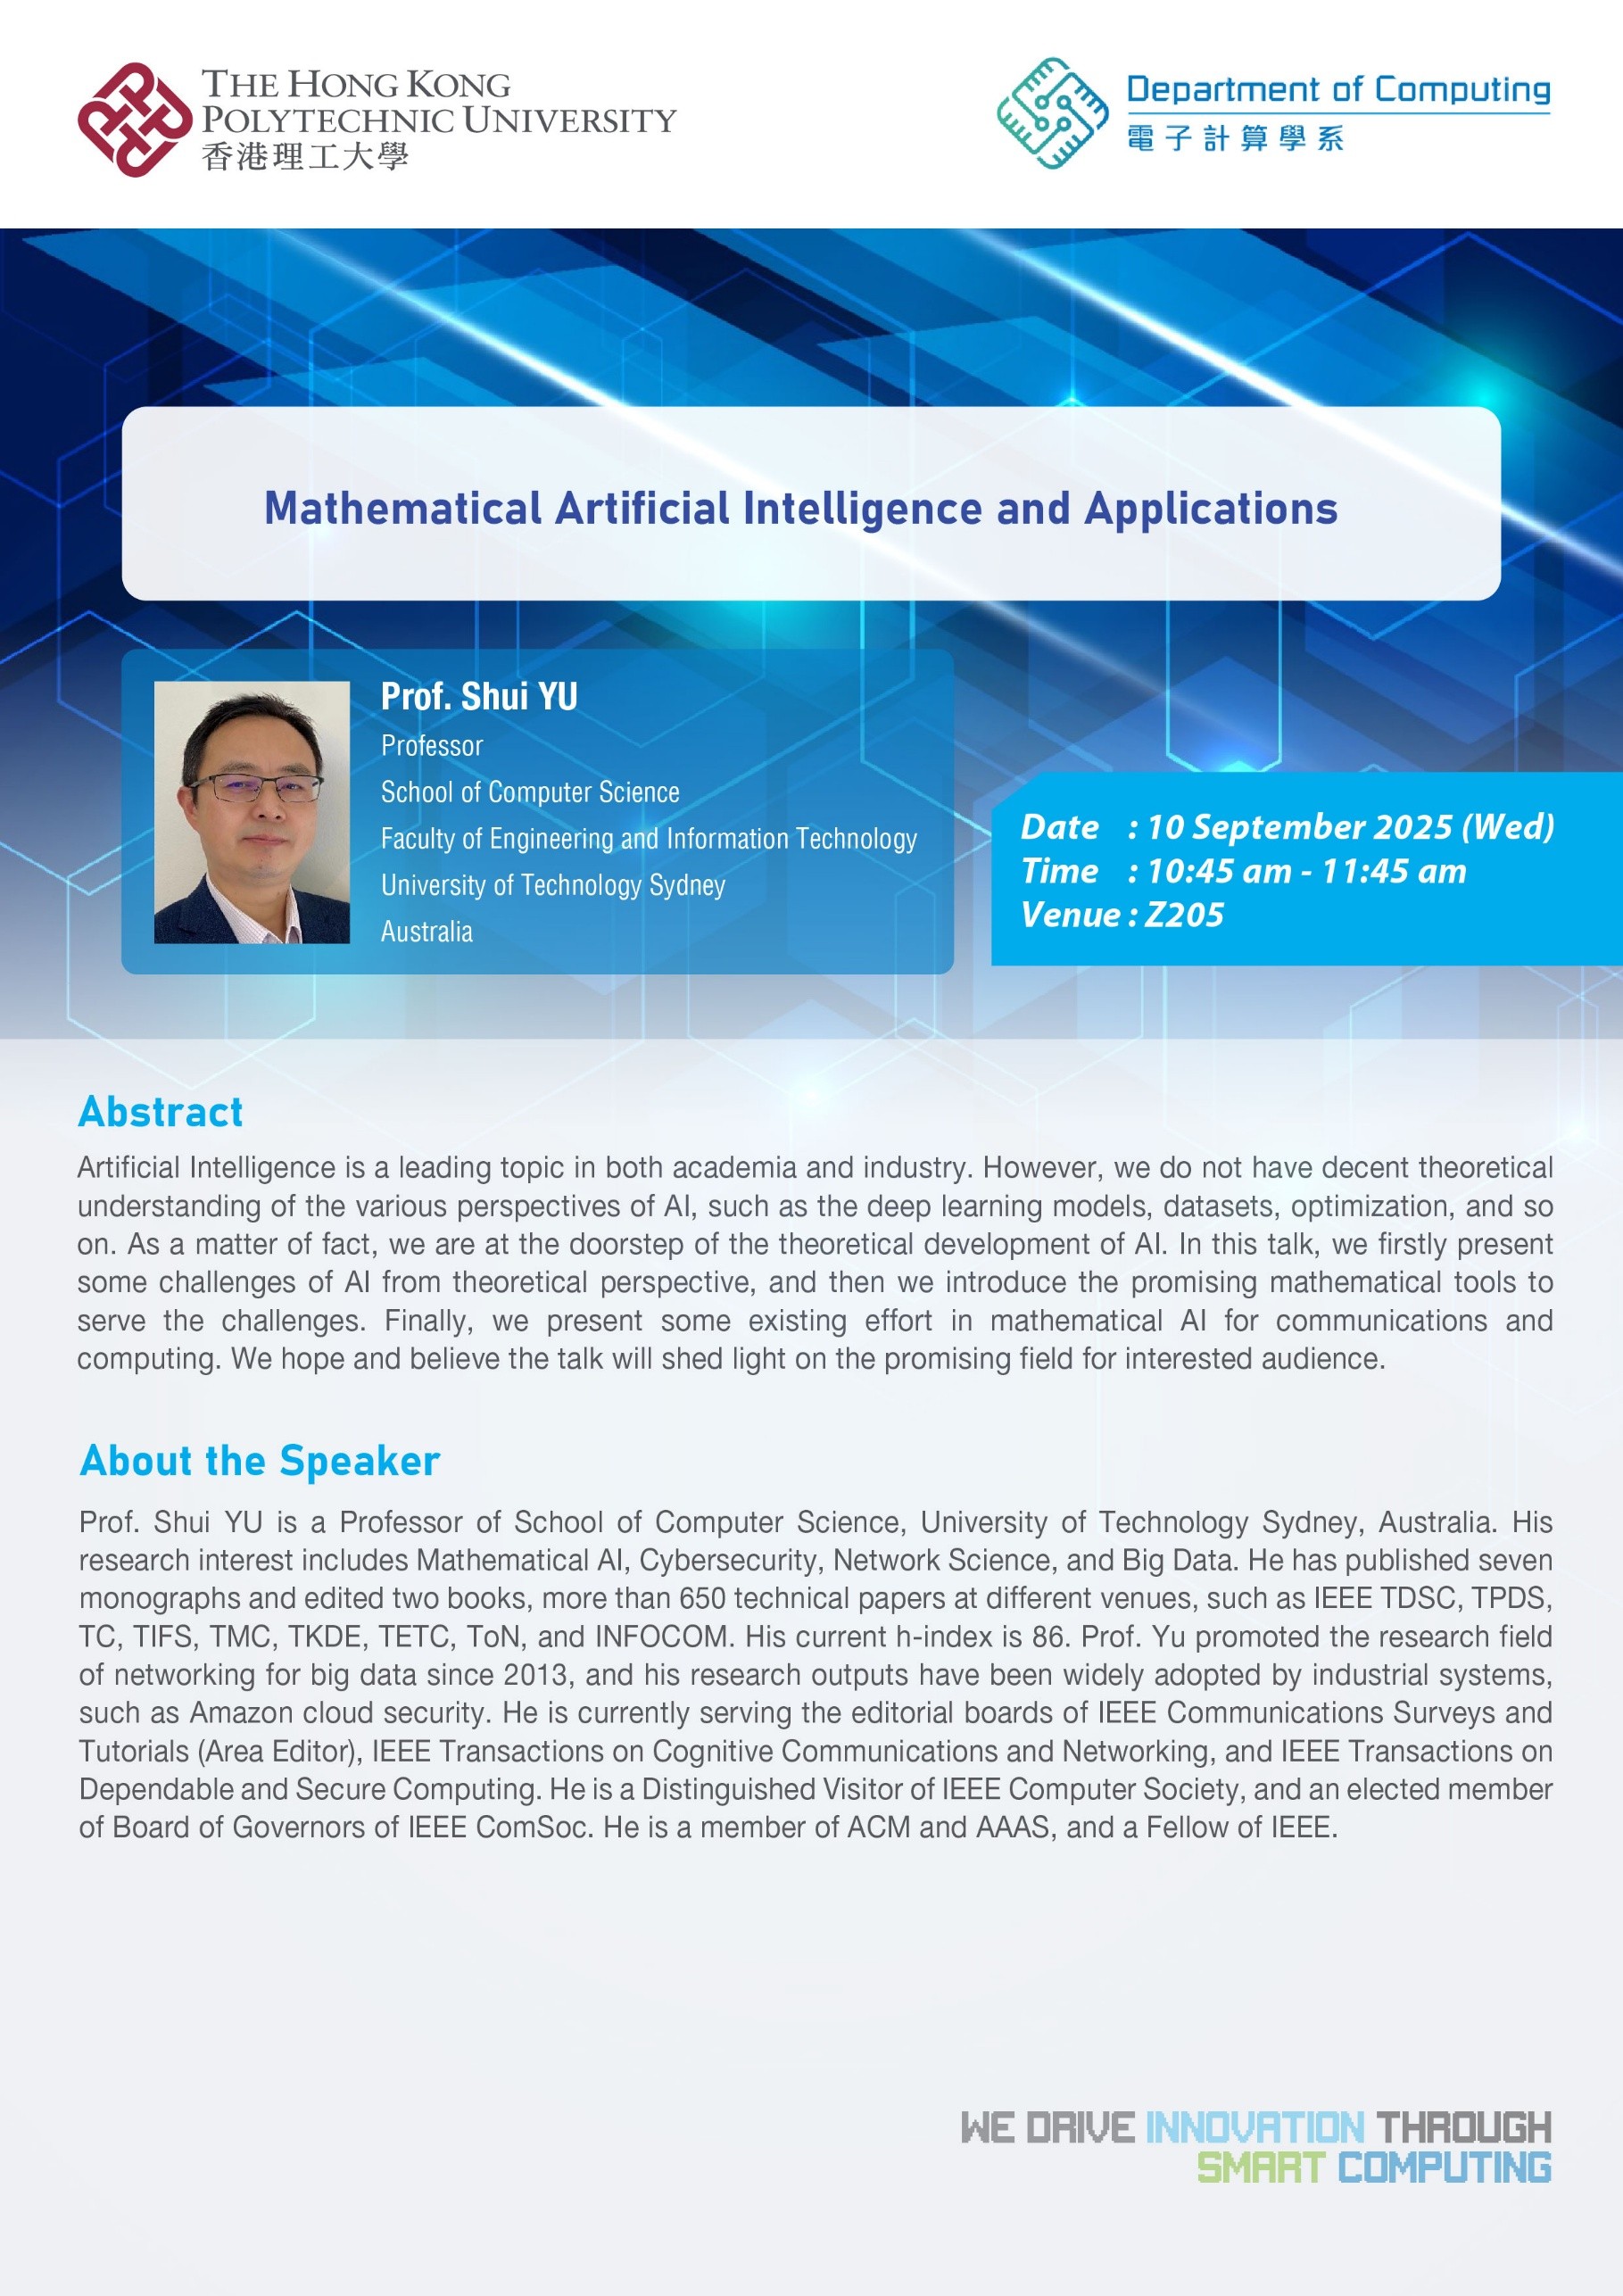 THE HONG KONG
POLYTECHNIC UNIVERSITY
香港理工大學
Department of Computing
電子計算學系
Mathematical Artificial Intelligence and Applications
Prof. Shui YU
Professor
School of Computer Science
Faculty of Engineering and Information Technology
University of Technology Sydney
Australia
Date : 10 September 2025 (Wed)
Time : 10:45 am - 11:45 am
Venue : Z205
Abstract
Artificial Intelligence is a leading topic in both academia and industry. However, we do not have decent theoretical
understanding of the various perspectives of AI, such as the deep learning models, datasets, optimization, and so
on. As a matter of fact, we are at the doorstep of the theoretical development of AI. In this talk, we firstly present
some challenges of AI from theoretical perspective, and then we introduce the promising mathematical tools to
serve the challenges. Finally, we present some existing effort in mathematical AI for communications and
computing. We hope and believe the talk will shed light on the promising field for interested audience.
About the Speaker
Prof. Shui YU is a Professor of School of Computer Science, University of Technology Sydney, Australia. His
research interest includes Mathematical AI, Cybersecurity, Network Science, and Big Data. He has published seven
monographs and edited two books, more than 650 technical papers at different venues, such as IEEE TDSC, TPDS,
TC, TIFS, TMC, TKDE, TETC, ToN, and INFOCOM. His current h-index is 86. Prof. Yu promoted the research field
of networking for big data since 2013, and his research outputs have been widely adopted by industrial systems,
such as Amazon cloud security. He is currently serving the editorial boards of IEEE Communications Surveys and
Tutorials (Area Editor), IEEE Transactions on Cognitive Communications and Networking, and IEEE Transactions on
Dependable and Secure Computing. He is a Distinguished Visitor of IEEE Computer Society, and an elected member
of Board of Governors of IEEE ComSoc. He is a member of ACM and AAAS, and a Fellow of IEEE.
WE DRIVE INNOVATION THROUGH
SMART COMPUTING